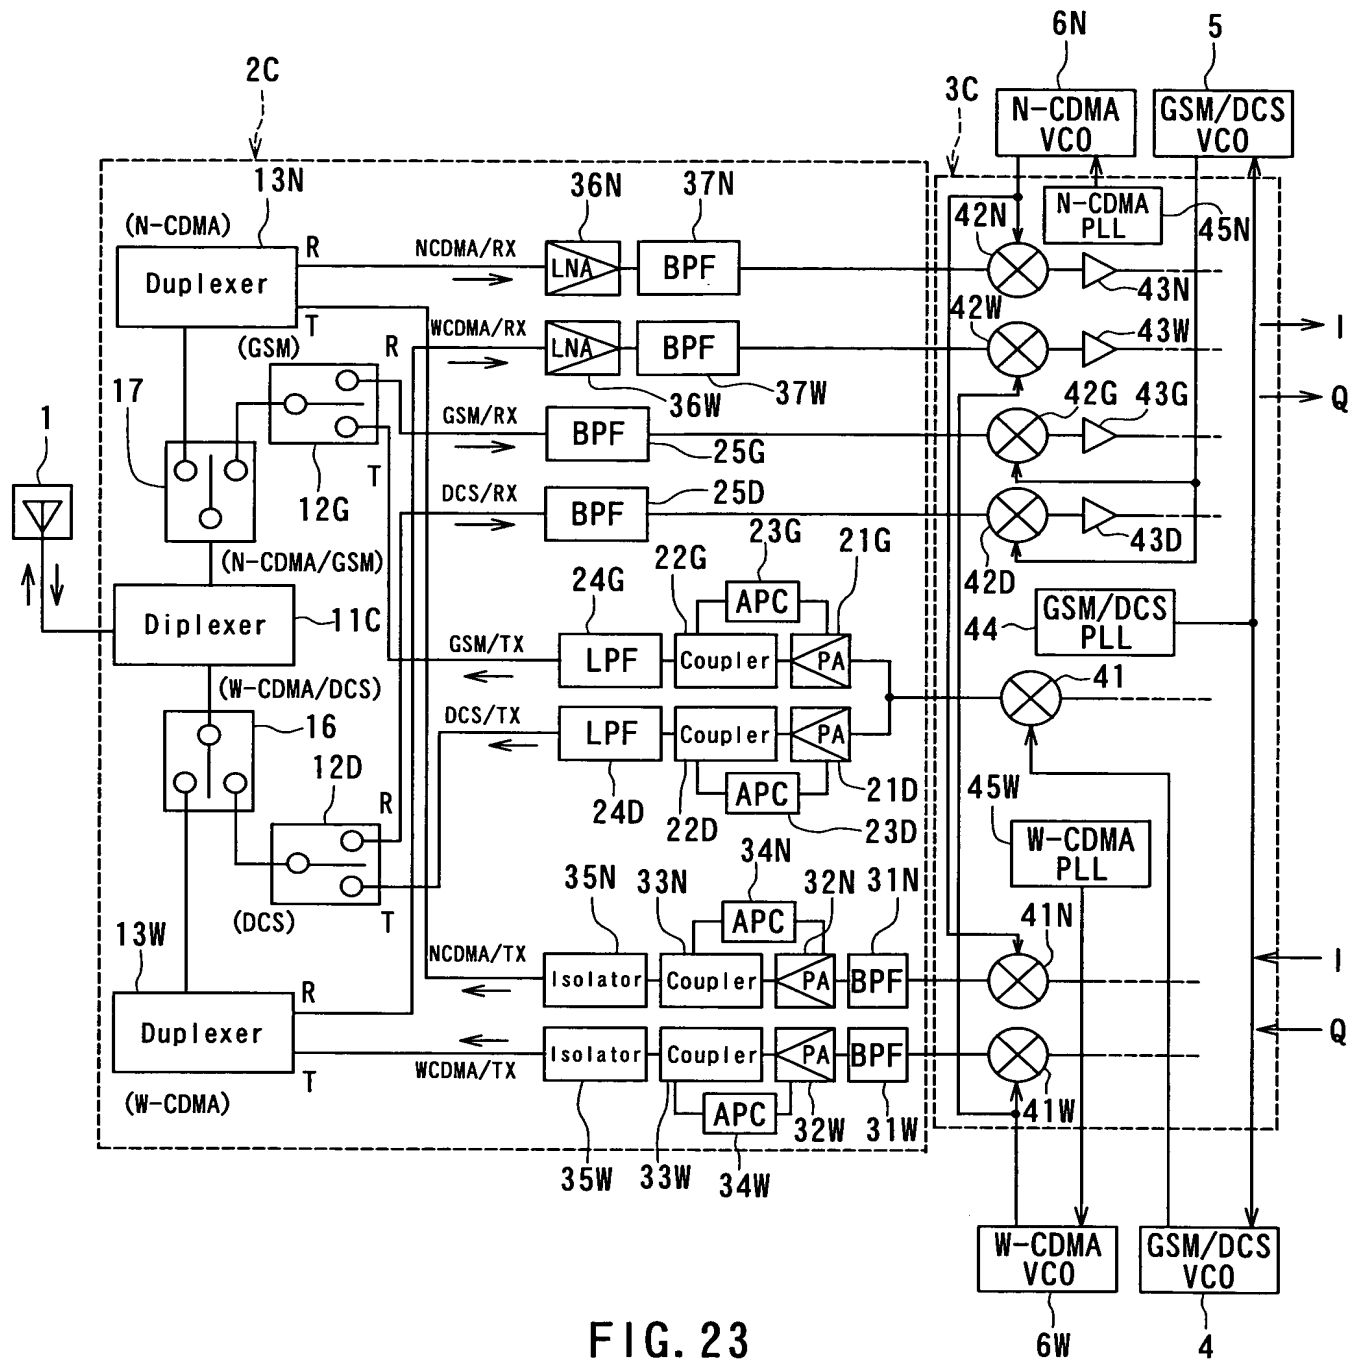 6N
5
2C
3C
N-CDMA
VCO
GSM/DCS
VCO
13N
36N
37N
(N-CDMA)
R
NCDMA/RX
42N
N-CDMA
PLL
45N
Duplexer
LNA
BPF
43N
T
(GSM)
R
WCDMA/RX
42W
43W
LNA
BPF
I
17
36W
37W
42G
43G
Q
1
GSM/RX
BPF
25G
T
12G
DCS/RX
25D
BPF
43D
(N-CDMA/GSM)
23G
22G
21G
42D
24G
APC
GSM/DCS
PLL
Diplexer
11C
44
GSM/TX
LPF
Coupler
PA
(W-CDMA/DCS)
41
16
DCS/TX
LPF
Coupler
PA
12D
R
APC
24D
22D
21D
23D
45W
W-CDMA
PLL
34N
35N
33N
32N
31N
(DCS)
T
APC
41N
13W
NCDMA/TX
I
R
Isolator
Coupler
PA
BPF
Duplexer
Q
Isolator
Coupler
PA
BPF
T
WCDMA/TX
(W-CDMA)
APC
41W
32W
31W
35W
33W
34W
W-CDMA
VCO
GSM/DCS
VCO
6W
4
FIG. 23